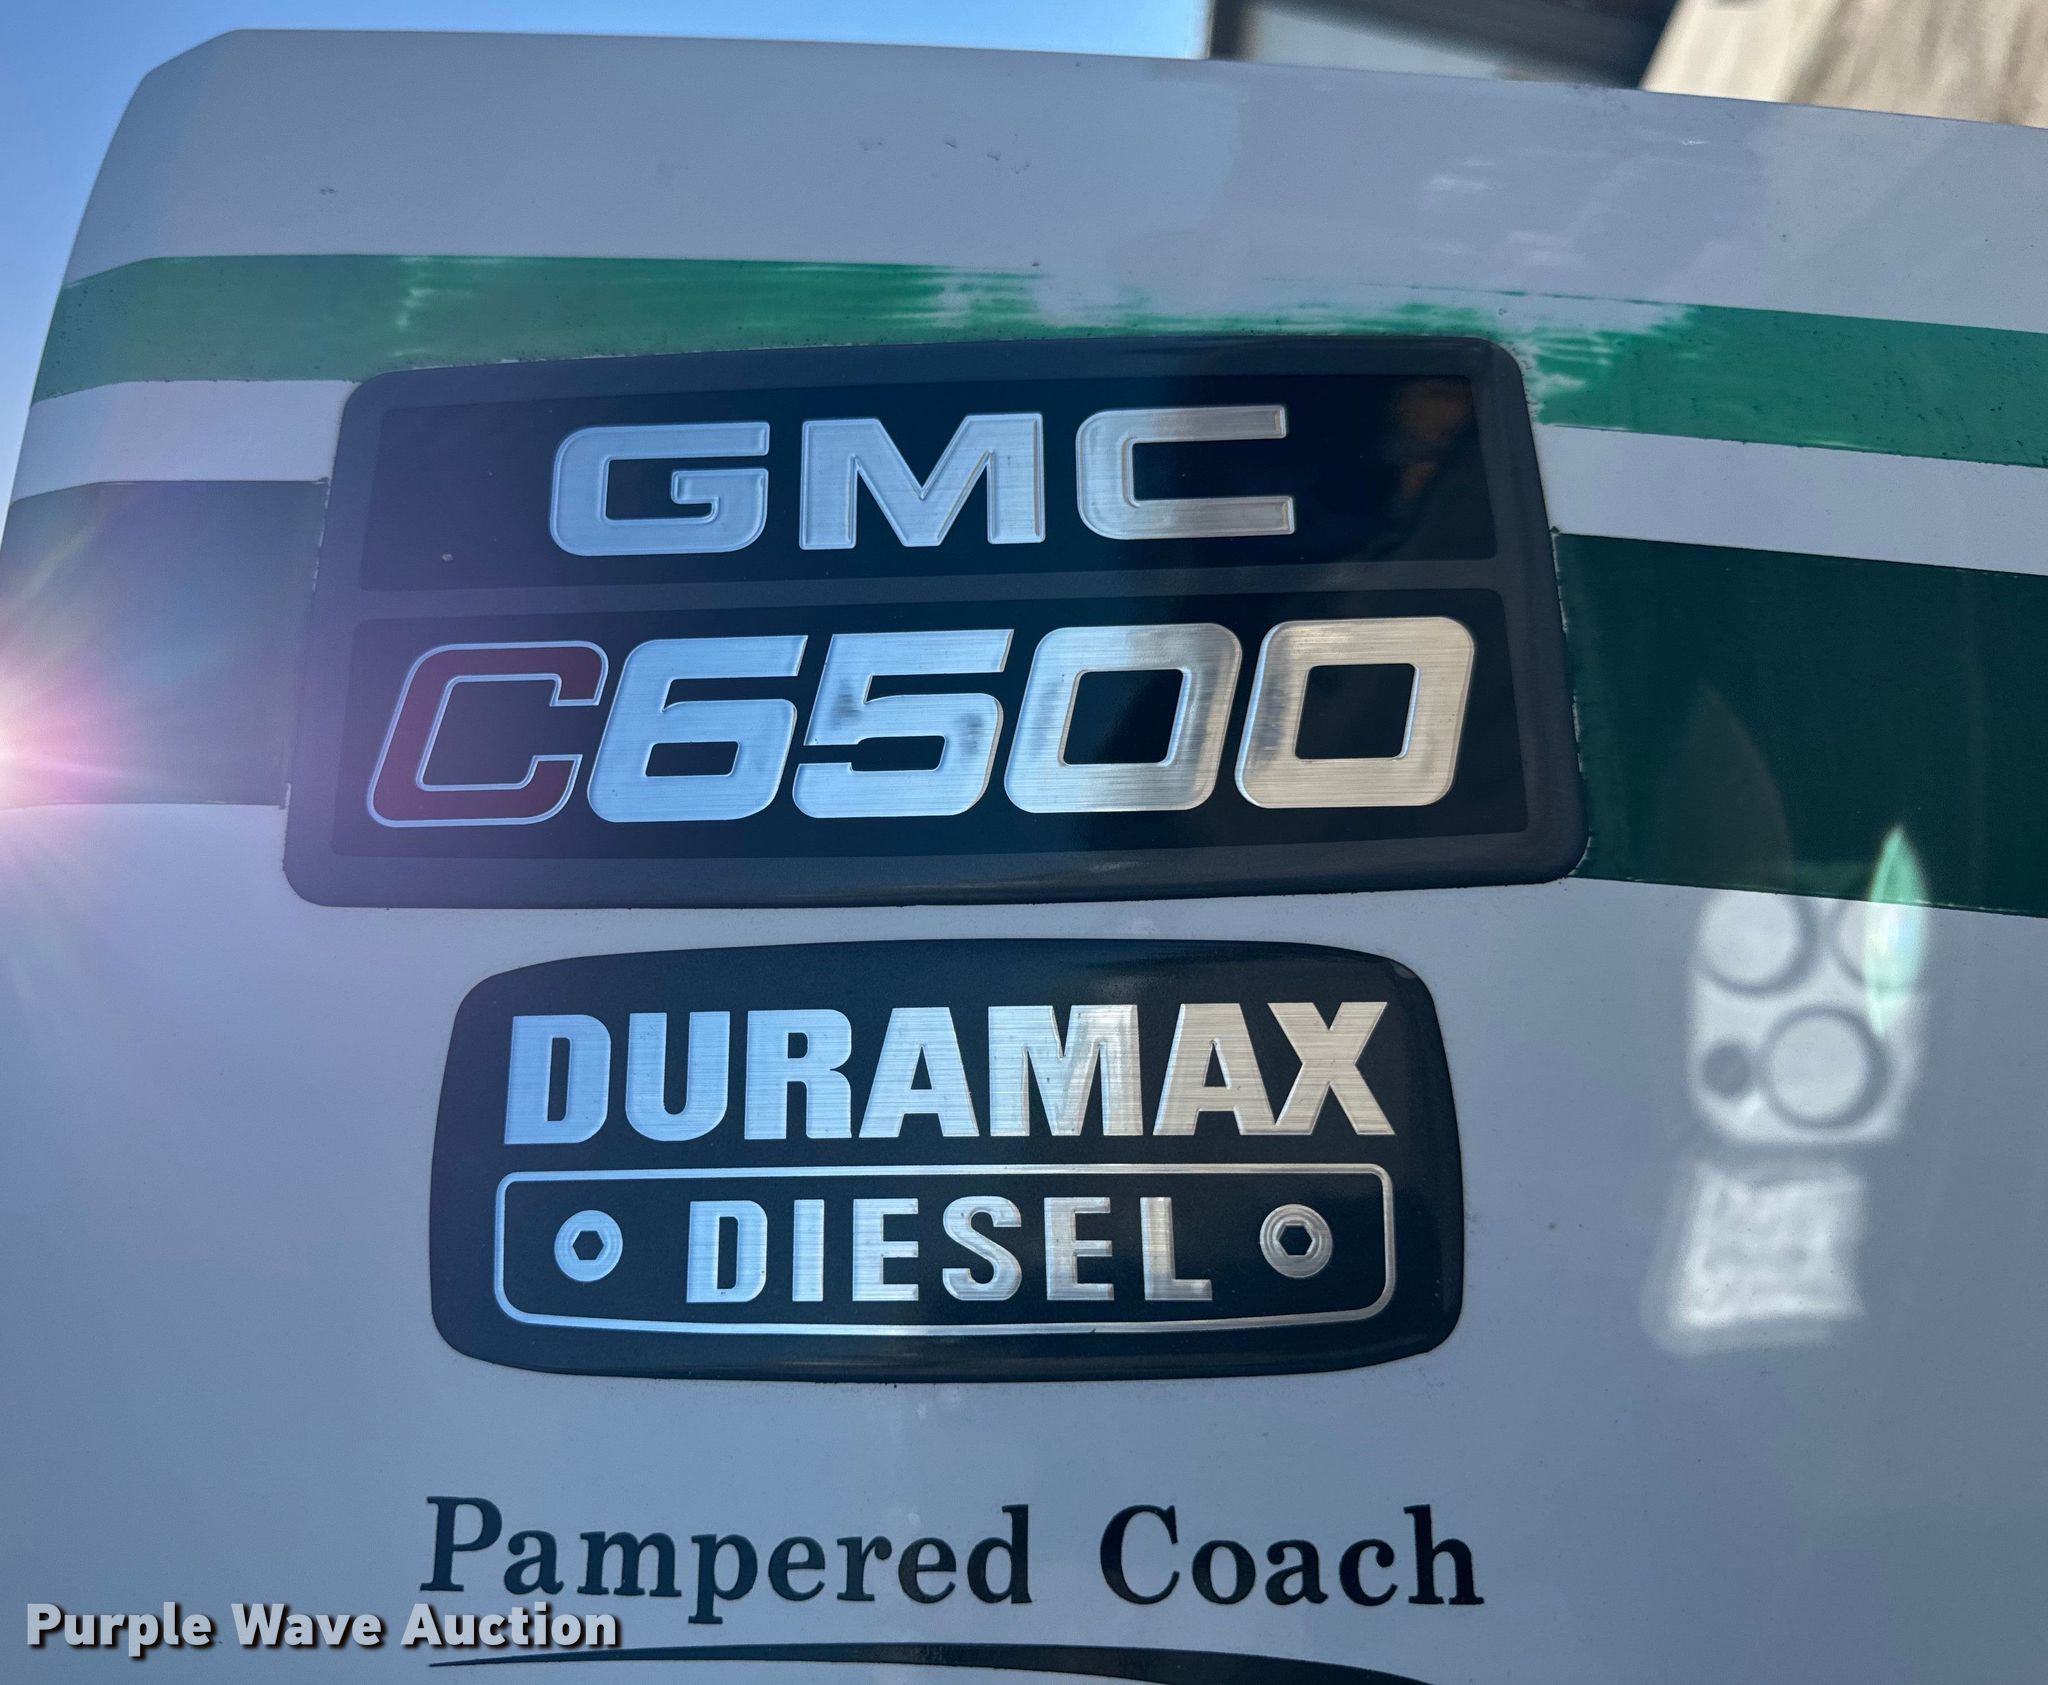 GMC
C6500
DURAMAX
DIESEL
Pampered Coach
Purple Wave Auction